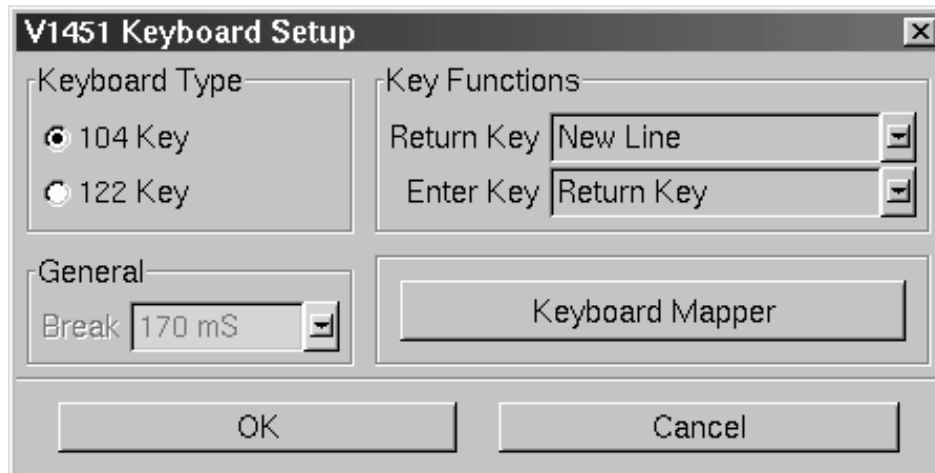 V1451 Keyboard Setup
Keyboard Type
104 Key
122 Key
Key Functions
Return Key New Line
Enter Key Return Key
General
Break 170 mS
Keyboard Mapper
OK
Cancel